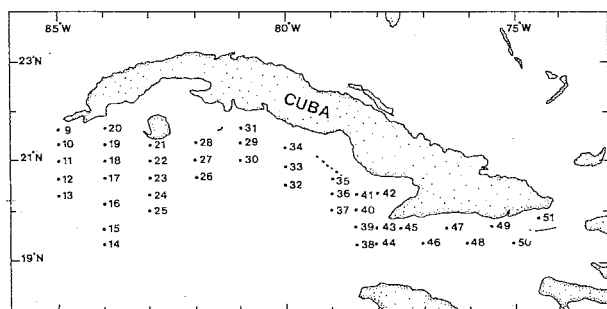 85°W 80°W 75°W
23°N
CUBA
9 20 31
10 19 21 28 29 34
11 18 22 27 30 33
12 17 23 26 32 35
13 24 36 41 42
16 25 37 40
15 39 43 45 47 49 51
14 38 44 46 48 50
21°N
19°N